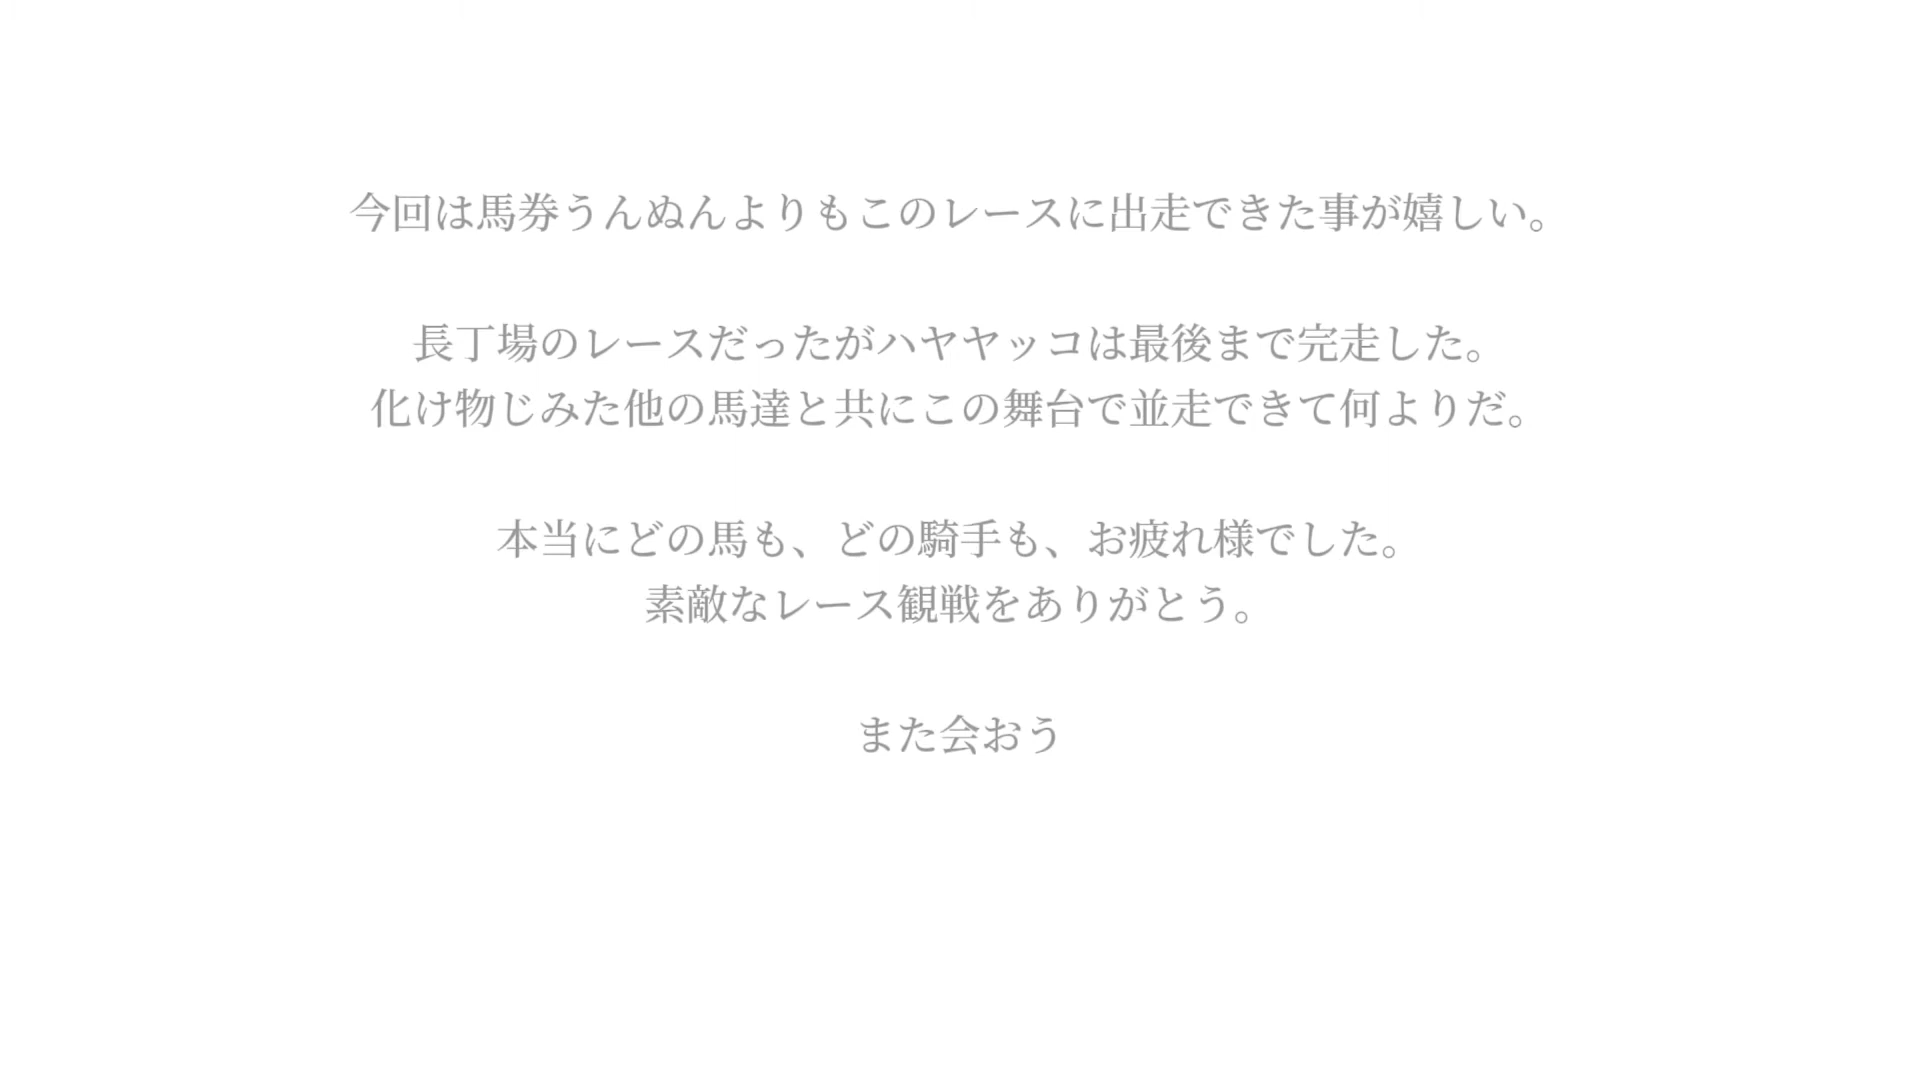 今回は馬券うんぬんよりもこのレースに出走できた事が嬉しい。
長丁場のレースだったがハヤヤッコは最後まで完走した。
化け物じみた他の馬達と共にこの舞台で並走できて何よりだ。
本当にどの馬も、どの騎手も、お疲れ様でした。
素敵なレース観戦をありがとう。
また会おう